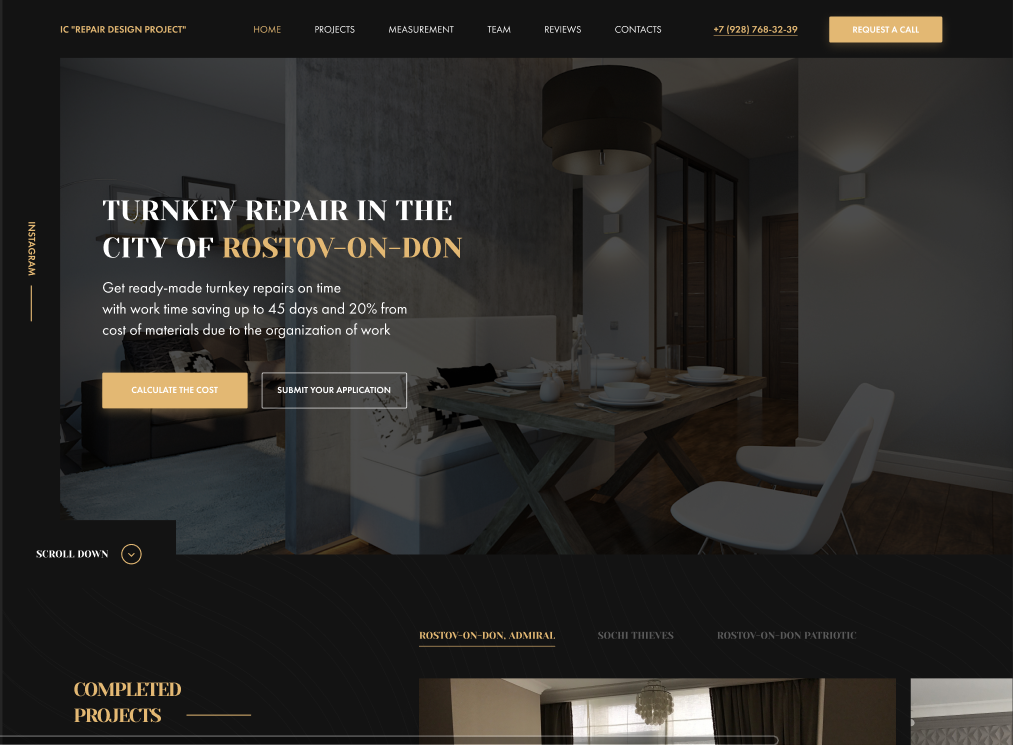 IC "REPAIR DESIGN PROJECT"
HOME PROJECTS MEASUREMENT TEAM REVIEWS CONTACTS
+7 (928) 768-32-39
REQUEST A CALL
INSTAGRAM
TURNKEY REPAIR IN THE
CITY OF ROSTOV-ON-DON
Get ready-made turnkey repairs on time
with work time saving up to 45 days and 20% from
cost of materials due to the organization of work
CALCULATE THE COST
SUBMIT YOUR APPLICATION
SCROLL DOWN
ROSTOV-ON-DON, ADMIRAL SOCHI THIEVES ROSTOV-ON-DON PATRIOTIC
COMPLETED
PROJECTS